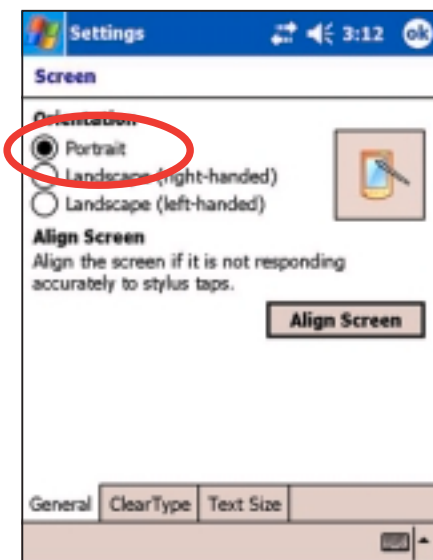 Settings 3:12 ok
Screen
Orientation
Portrait
Landscape (right-handed)
Landscape (left-handed)
Align Screen
Align the screen if it is not responding
accurately to stylus taps.
Align Screen
General ClearType Text Size